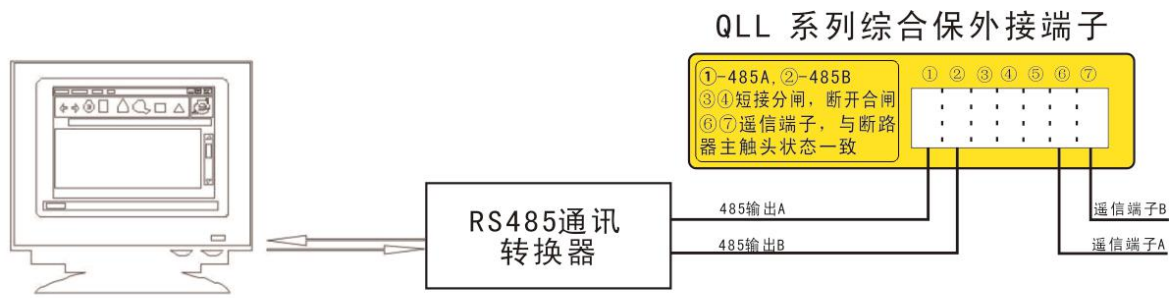 QLL 系列综合保外接端子
①-485A,②-485B
③④短接分闸,断开合闸
⑥⑦遥信端子,与断路
器主触头状态一致
① ② ③ ④ ⑤ ⑥ ⑦
RS485通讯
转换器
485输出A
485输出B
遥信端子B
遥信端子A